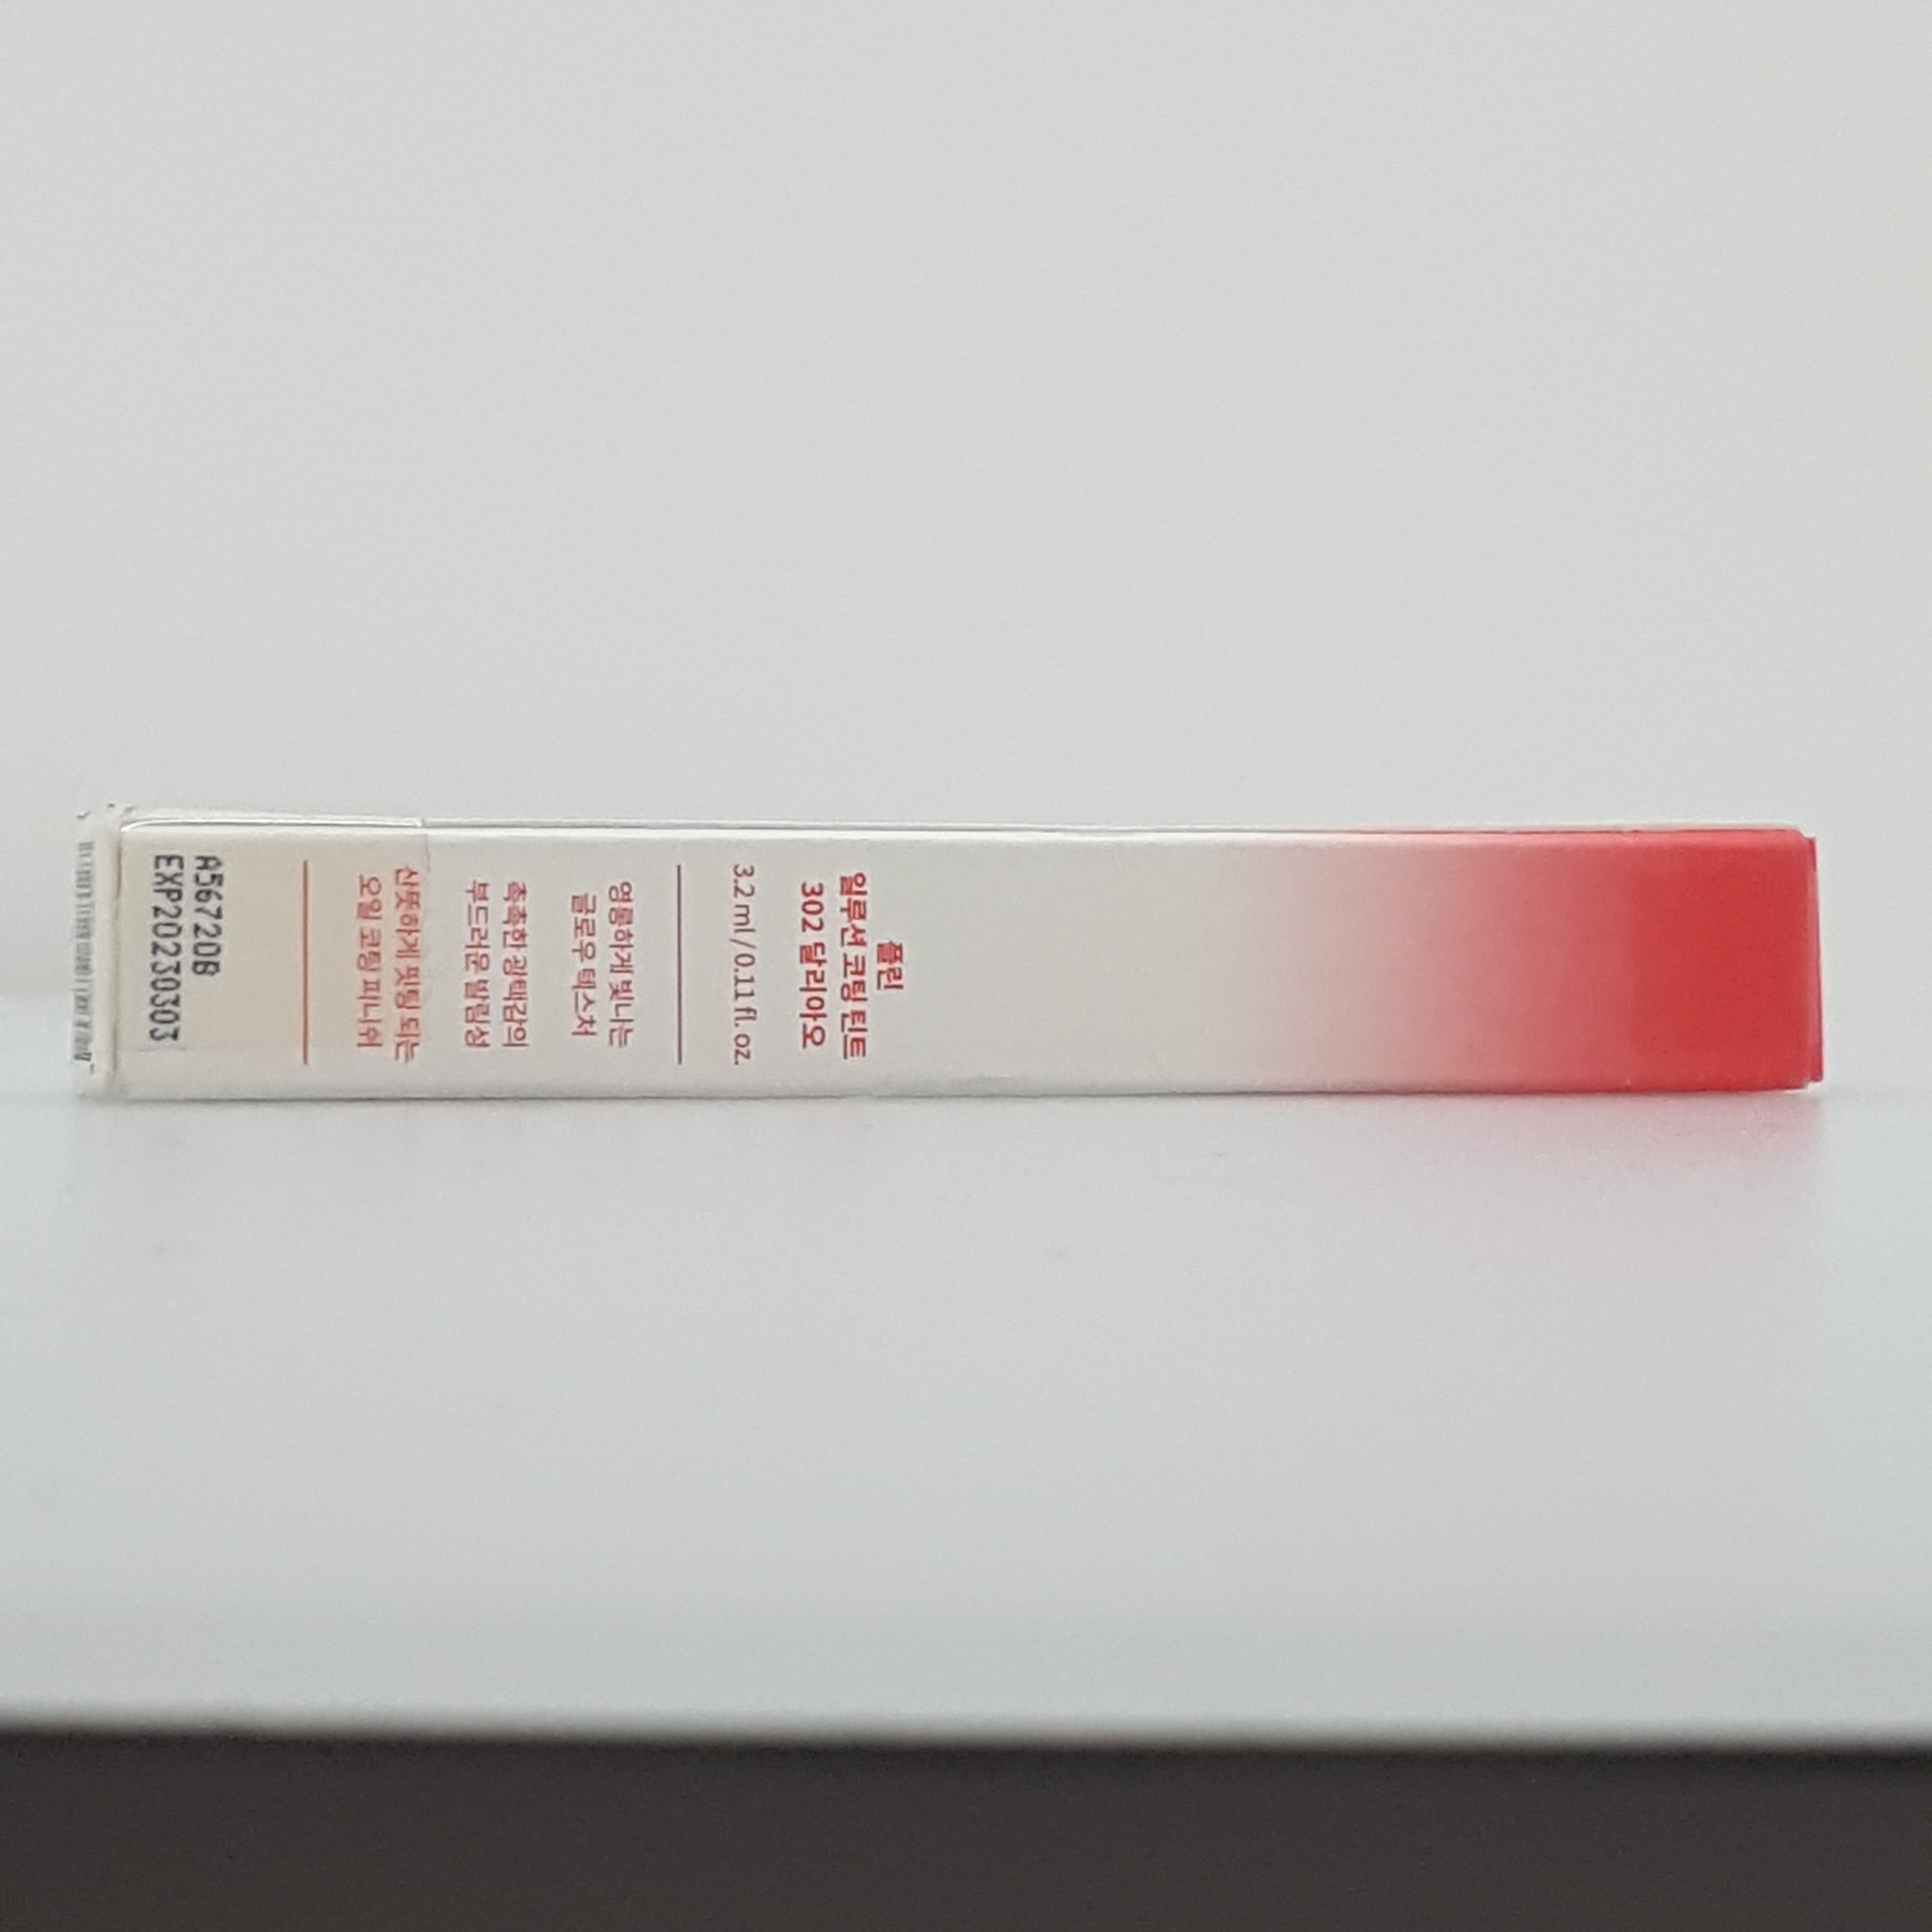 플린
일루션 코팅 틴트
302 달리아요
3.2 ml / 0.11 fl. oz.
영롱하게 빛나는
글로우 텍스처
촉촉한 광택감의
부드러운 발림성
산뜻하게 핏팅 되는
오일 코팅 피니쉬
A56720B
EXP20230303